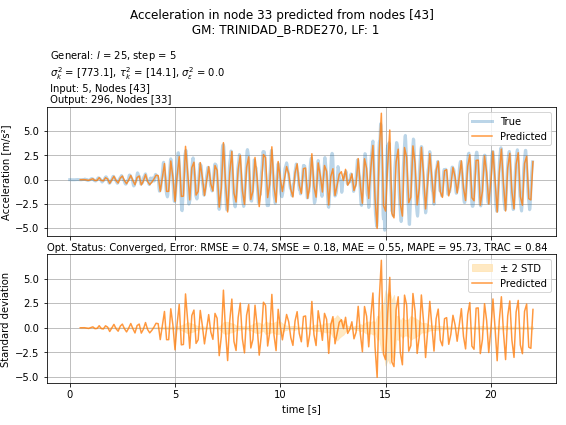 Acceleration in node 33 predicted from nodes [43]
GM: TRINIDAD_B-RDE270, LF: 1
General: l = 25, step = 5
σ²ₖ = [773.1], τ²ₖ = [14.1], σ²ε = 0.0
Input: 5, Nodes [43]
Output: 296, Nodes [33]
Acceleration [m/s²]
5.0
2.5
0.0
−2.5
−5.0
True
Predicted
Opt. Status: Converged, Error: RMSE = 0.74, SMSE = 0.18, MAE = 0.55, MAPE = 95.73, TRAC = 0.84
Standard deviation
5.0
2.5
0.0
−2.5
−5.0
± 2 STD
Predicted
0
5
10
15
20
time [s]